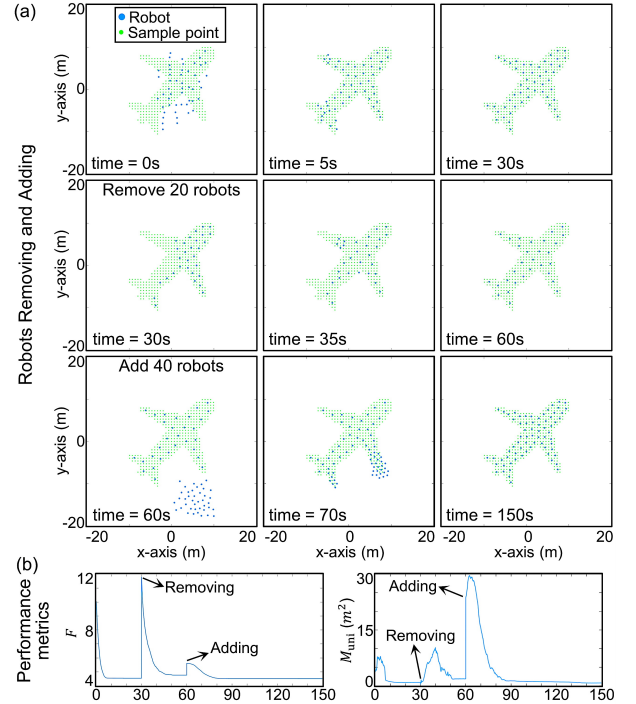 (a)
Robot
Sample point
Robots Removing and Adding
20
0
-20
y-axis (m)
time = 0s
time = 5s
time = 30s
20
0
-20
y-axis (m)
Remove 20 robots
time = 30s
time = 35s
time = 60s
20
0
-20
y-axis (m)
Add 40 robots
time = 60s
time = 70s
time = 150s
-20 0 20 -20 0 20 -20 0 20
x-axis (m) x-axis (m) x-axis (m)
(b)
Performance
metrics
12
8
4
F
Removing
Adding
0 30 60 90 120 150
30
15
0
M_uni (m²)
Adding
Removing
0 30 60 90 120 150